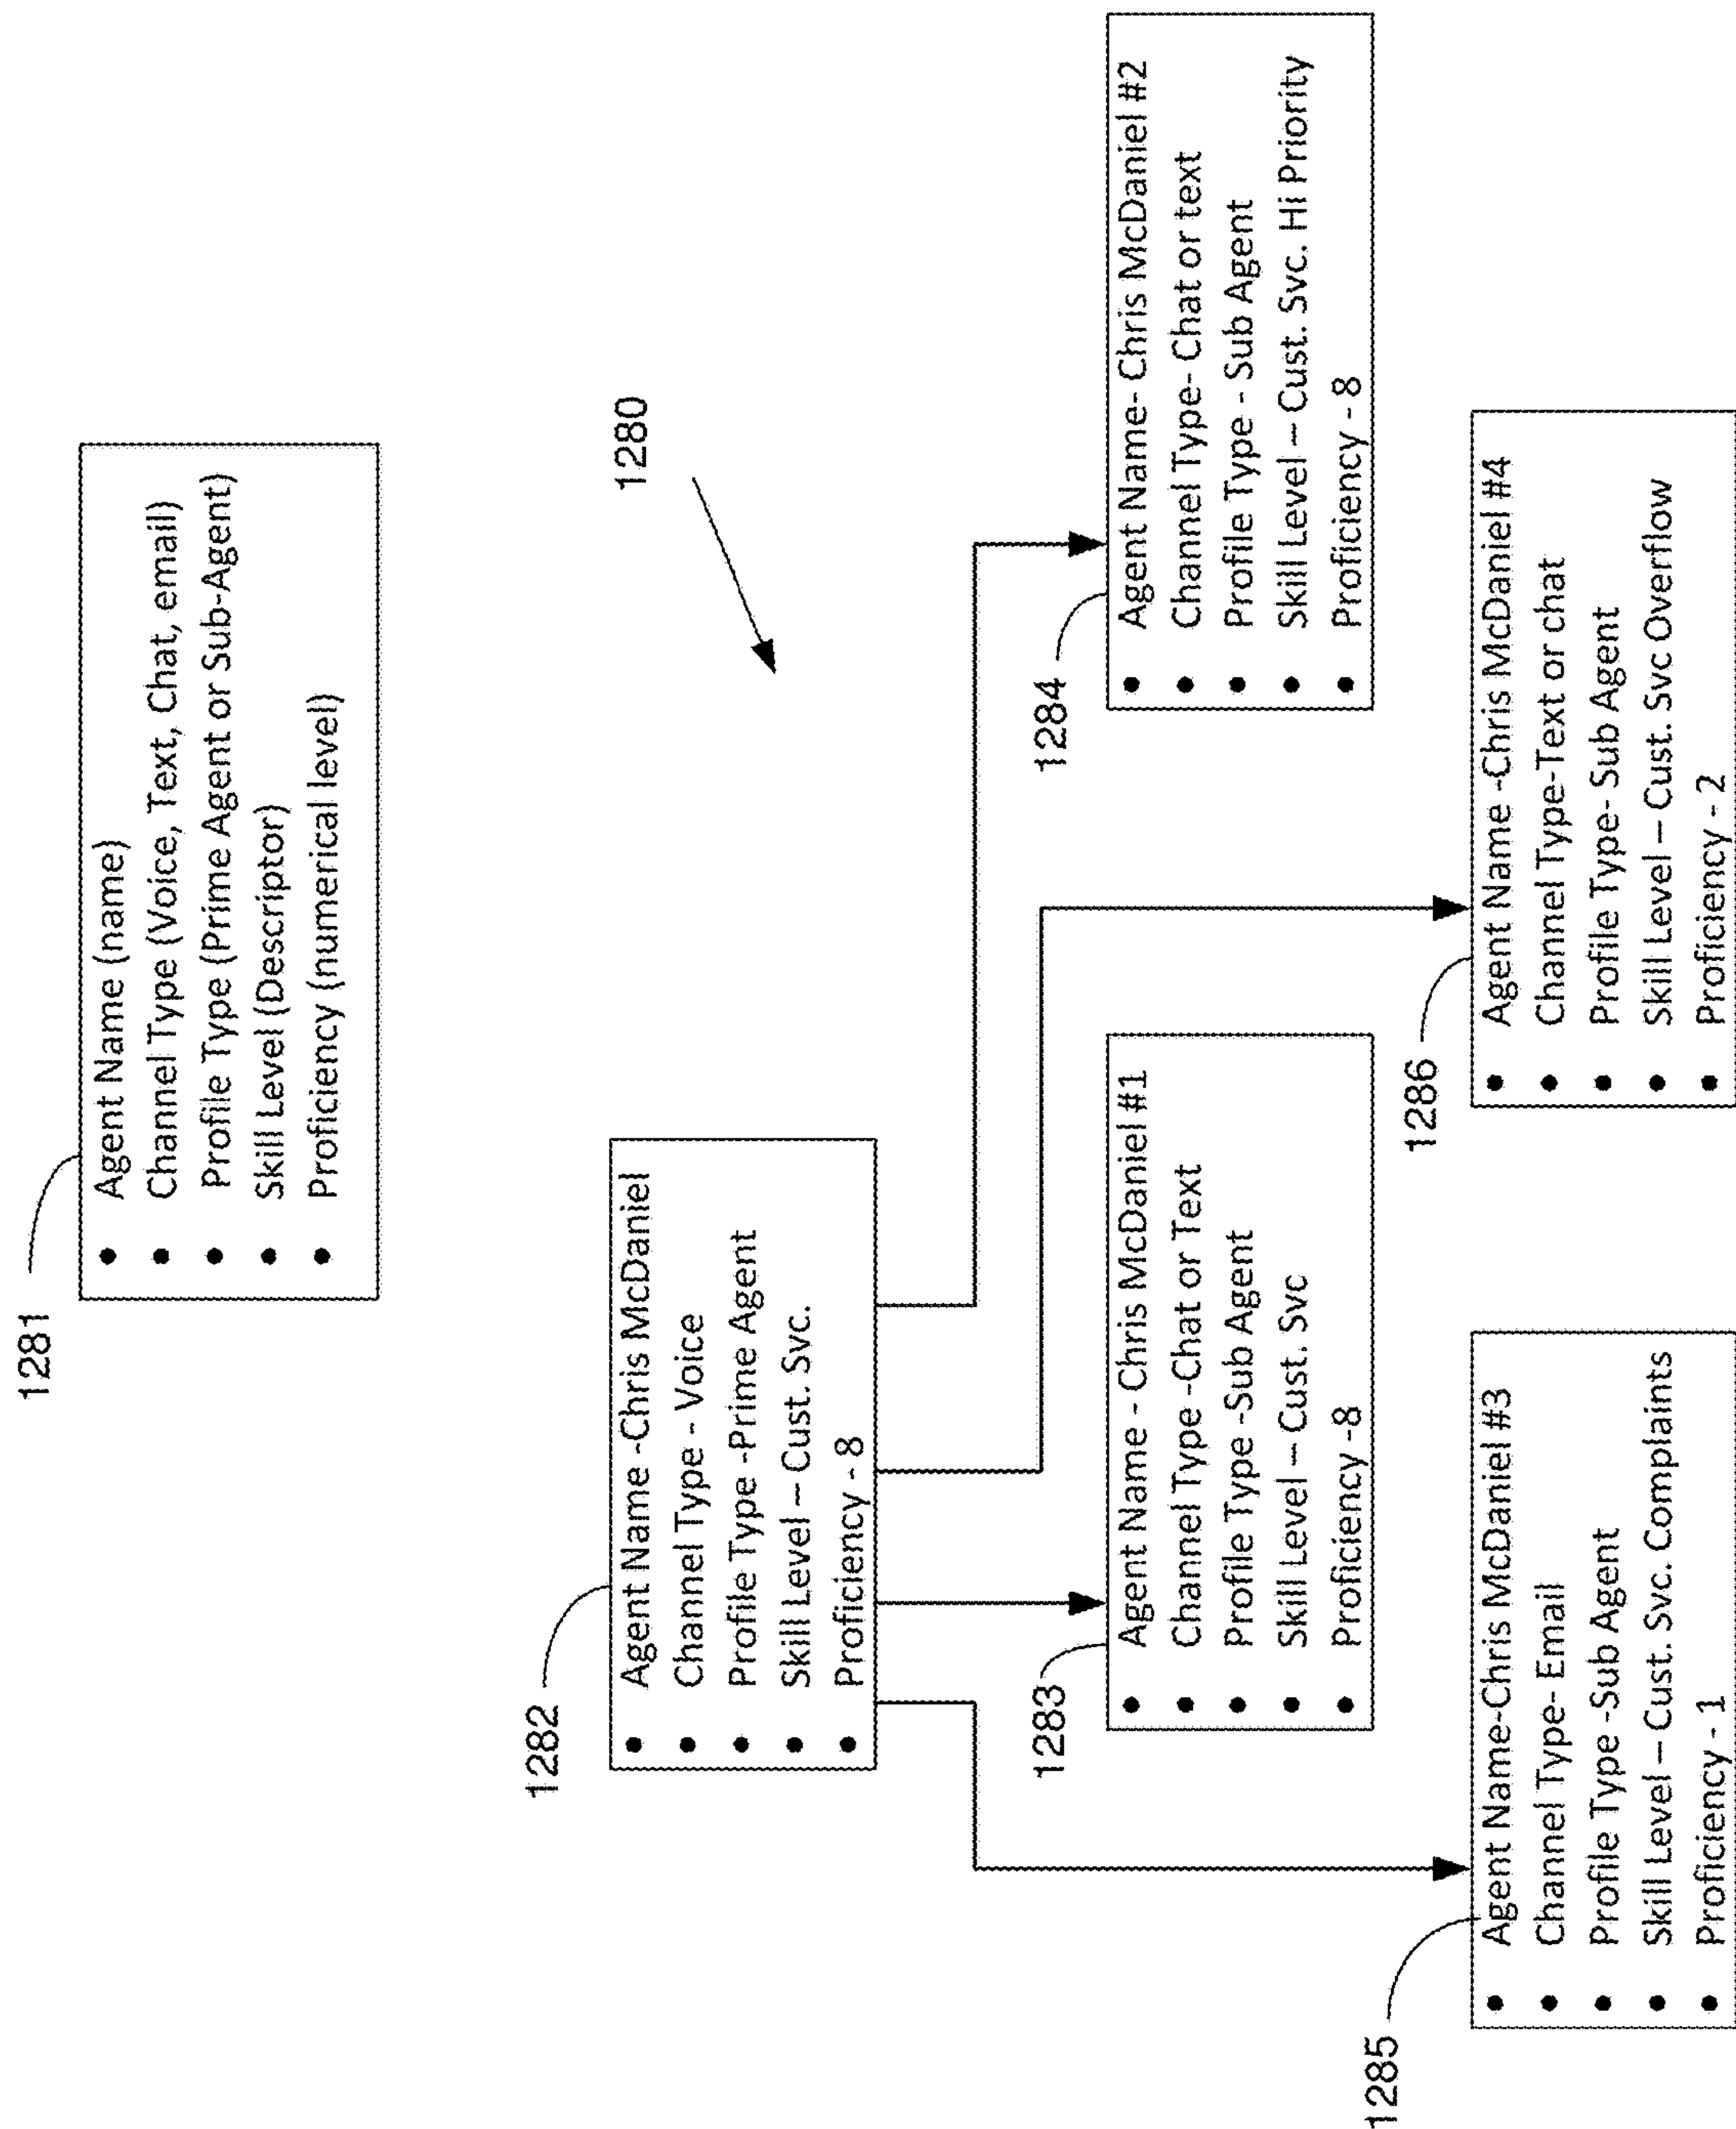 1281
• Agent Name (name)
• Channel Type (Voice, Text, Chat, email)
• Profile Type (Prime Agent or Sub-Agent)
• Skill Level (Descriptor)
• Proficiency (numerical level)
1280
1282
• Agent Name -Chris McDaniel
• Channel Type - Voice
• Profile Type -Prime Agent
• Skill Level – Cust. Svc.
• Proficiency - 8
1283
• Agent Name - Chris McDaniel #1
• Channel Type -Chat or Text
• Profile Type -Sub Agent
• Skill Level – Cust. Svc
• Proficiency -8
1284
• Agent Name- Chris McDaniel #2
• Channel Type- Chat or text
• Profile Type - Sub Agent
• Skill Level – Cust. Svc. Hi Priority
• Proficiency - 8
1285
• Agent Name-Chris McDaniel #3
• Channel Type- Email
• Profile Type -Sub Agent
• Skill Level – Cust. Svc. Complaints
• Proficiency - 1
1286
• Agent Name -Chris McDaniel #4
• Channel Type-Text or chat
• Profile Type- Sub Agent
• Skill Level – Cust. Svc Overflow
• Proficiency - 2